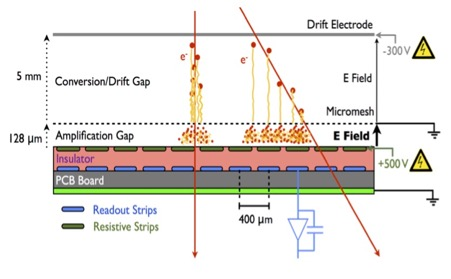 Drift Electrode
-300 V
e-
e-
5 mm
Conversion/Drift Gap
E Field
Micromesh
128 μm
Amplification Gap
E Field
+500 V
Insulator
PCB Board
Readout Strips
Resistive Strips
400 μm